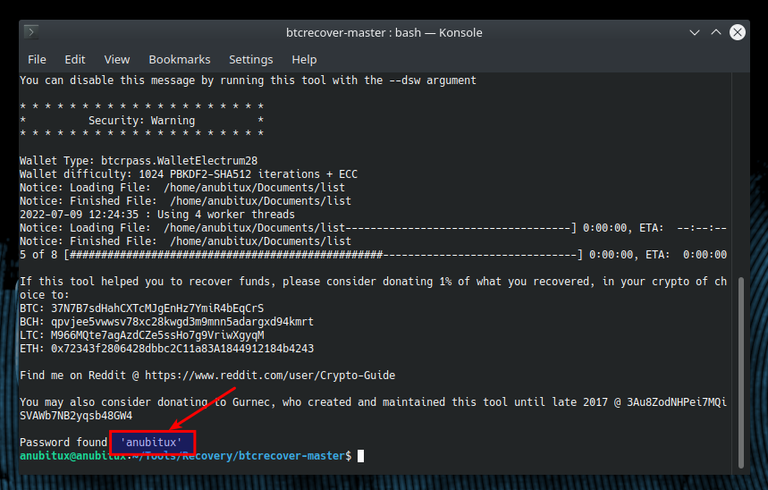 btcrecover-master : bash — Konsole
File Edit View Bookmarks Settings Help
You can disable this message by running this tool with the --dsw argument
* * * * * * * * * * * * * * * * * * * *
* Security: Warning *
* * * * * * * * * * * * * * * * * * * *
Wallet Type: btcrpass.WalletElectrum28
Wallet difficulty: 1024 PBKDF2-SHA512 iterations + ECC
Notice: Loading File: /home/anubitux/Documents/list
Notice: Finished File: /home/anubitux/Documents/list
2022-07-09 12:24:35 : Using 4 worker threads
Notice: Loading File: /home/anubitux/Documents/list------------------------------------] 0:00:00, ETA: --:--:--
Notice: Finished File: /home/anubitux/Documents/list
5 of 8 [##################################################-------------------------------] 0:00:00, ETA: 0:00:00
If this tool helped you to recover funds, please consider donating 1% of what you recovered, in your crypto of ch
oice to:
BTC: 37N7B7sdHahCXTcMJgEnHz7YmiR4bEqCrS
BCH: qpvjee5vwwsv78xc28kwgd3m9mnn5adargxd94kmrt
LTC: M966MQte7agAzdCZe5ssHo7g9VriwXgyqM
ETH: 0x72343f2806428dbbc2C11a83A1844912184b4243
Find me on Reddit @ https://www.reddit.com/user/Crypto-Guide
You may also consider donating to Gurnec, who created and maintained this tool until late 2017 @ 3Au8ZodNHPei7MQi
SVAWb7NB2yqsb48GW4
Password found 'anubitux'
anubitux@anubitux:~/Tools/Recovery/btcrecover-master$